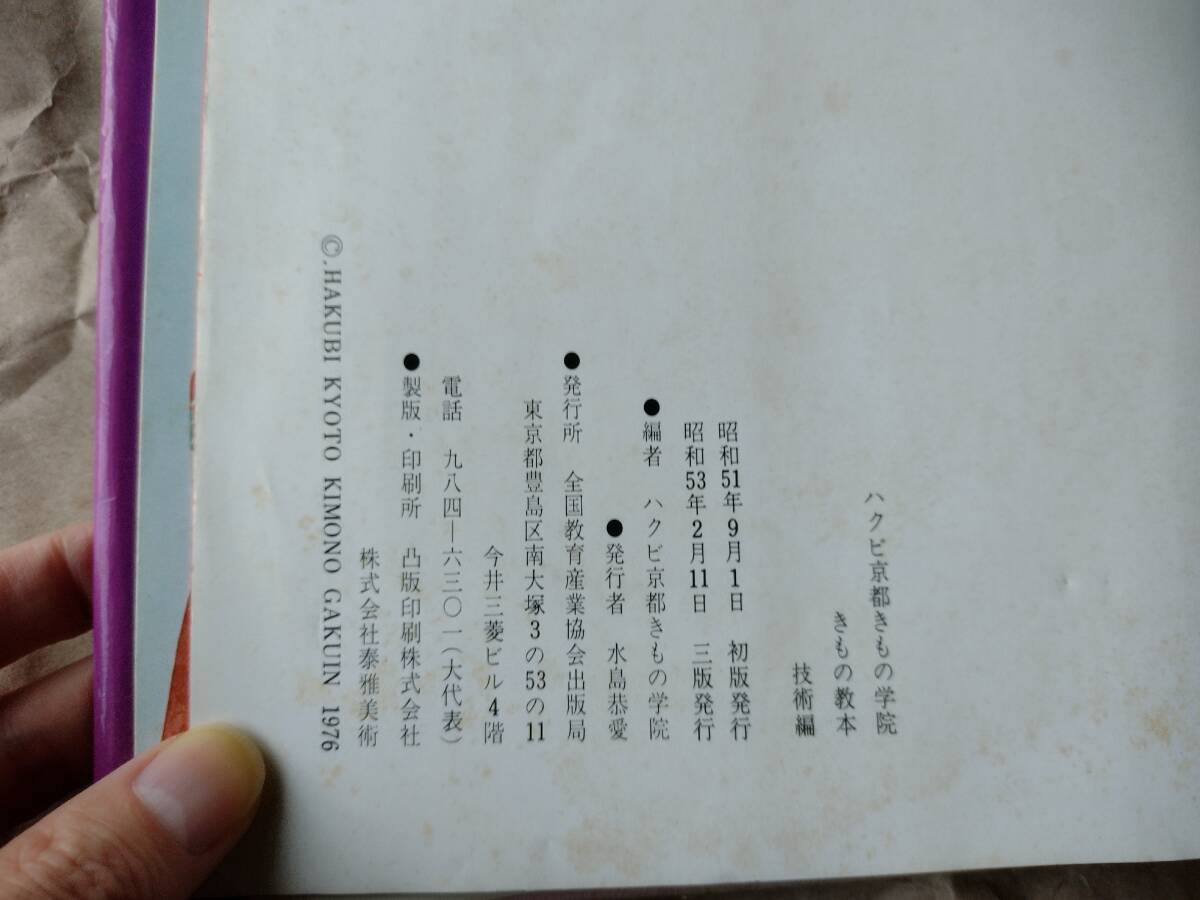 ハクビ京都きもの学院
きもの教本
技術編
昭和51年9月1日　初版発行
昭和53年2月11日　三版発行
●編者　ハクビ京都きもの学院
●発行者　水島恭愛
●発行所　全国教育産業協会出版局
東京都豊島区南大塚3の53の11
今井三菱ビル4階
電話　九八四―六三〇一（大代表）
●製版・印刷所　凸版印刷株式会社
株式会社泰雅美術
©.HAKUBI KYOTO KIMONO GAKUIN 1976